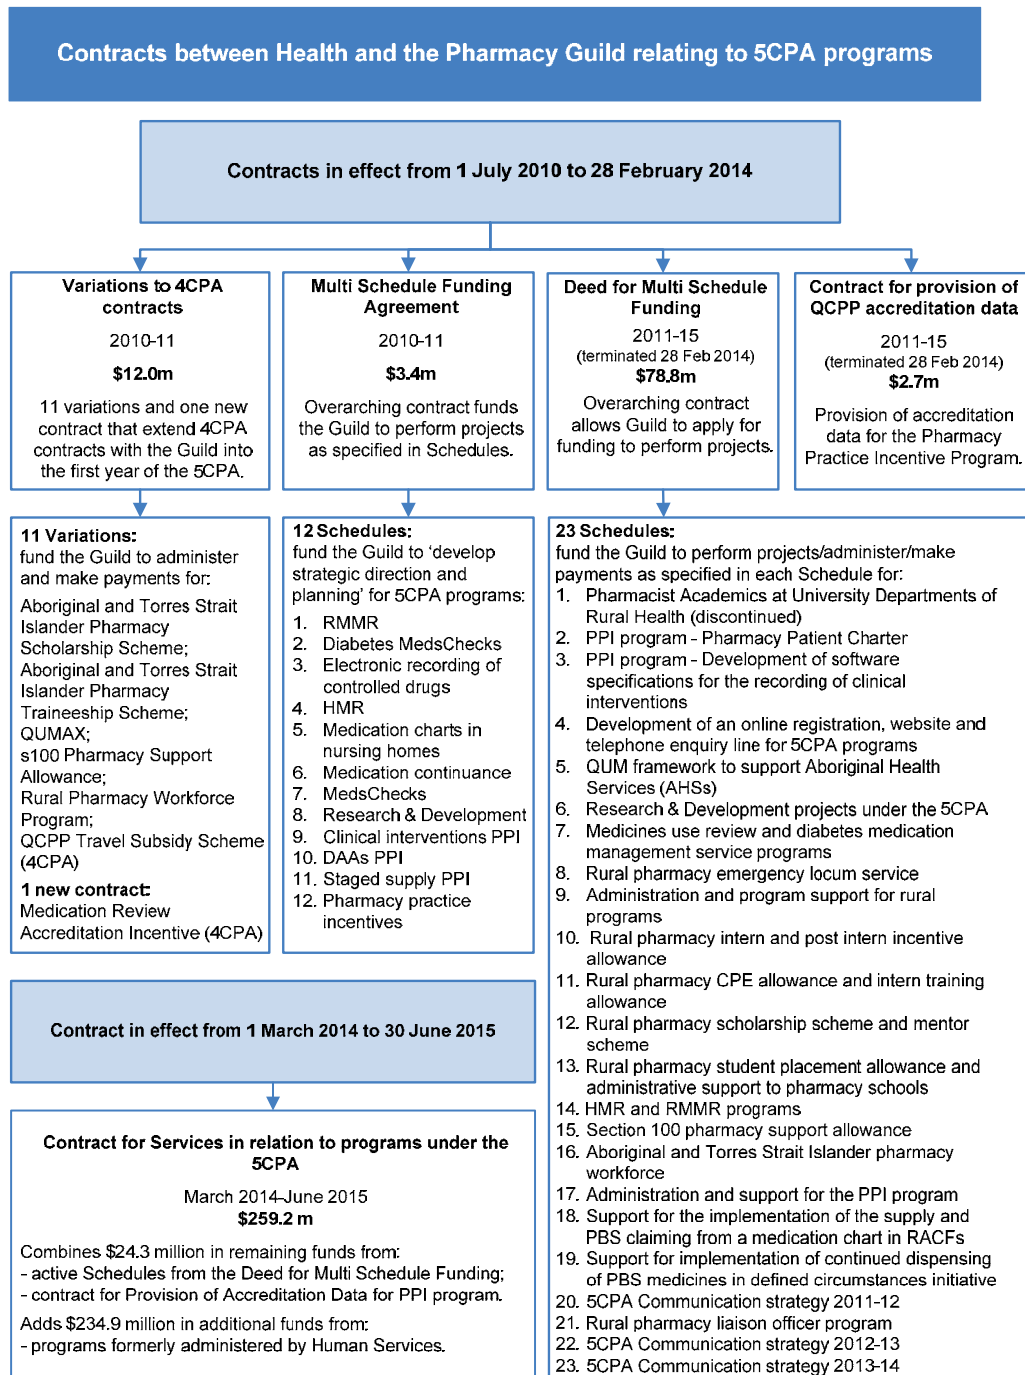 Contracts between Health and the Pharmacy Guild relating to 5CPA programs
Contracts in effect from 1 July 2010 to 28 February 2014
Variations to 4CPA
contracts
2010-11
$12.0m
11 variations and one new
contract that extend 4CPA
contracts with the Guild into
the first year of the 5CPA.
Multi Schedule Funding
Agreement
2010-11
$3.4m
Overarching contract funds
the Guild to perform projects
as specified in Schedules.
Deed for Multi Schedule
Funding
2011-15
(terminated 28 Feb 2014)
$78.8m
Overarching contract
allows Guild to apply for
funding to perform projects.
Contract for provision of
QCPP accreditation data
2011-15
(terminated 28 Feb 2014)
$2.7m
Provision of accreditation
data for the Pharmacy
Practice Incentive Program.
11 Variations:
fund the Guild to administer
and make payments for:
Aboriginal and Torres Strait
Islander Pharmacy
Scholarship Scheme;
Aboriginal and Torres Strait
Islander Pharmacy
Traineeship Scheme;
QUMAX;
s100 Pharmacy Support
Allowance;
Rural Pharmacy Workforce
Program;
QCPP Travel Subsidy Scheme
(4CPA)
1 new contract:
Medication Review
Accreditation Incentive (4CPA)
12 Schedules:
fund the Guild to ‘develop
strategic direction and
planning’ for 5CPA programs:
1. RMMR
2. Diabetes MedsChecks
3. Electronic recording of
controlled drugs
4. HMR
5. Medication charts in
nursing homes
6. Medication continuance
7. MedsChecks
8. Research & Development
9. Clinical interventions PPI
10. DAAs PPI
11. Staged supply PPI
12. Pharmacy practice
incentives
23 Schedules:
fund the Guild to perform projects/administer/make
payments as specified in each Schedule for:
1. Pharmacist Academics at University Departments of
Rural Health (discontinued)
2. PPI program - Pharmacy Patient Charter
3. PPI program - Development of software
specifications for the recording of clinical
interventions
4. Development of an online registration, website and
telephone enquiry line for 5CPA programs
5. QUM framework to support Aboriginal Health
Services (AHSs)
6. Research & Development projects under the 5CPA
7. Medicines use review and diabetes medication
management service programs
8. Rural pharmacy emergency locum service
9. Administration and program support for rural
programs
10. Rural pharmacy intern and post intern incentive
allowance
11. Rural pharmacy CPE allowance and intern training
allowance
12. Rural pharmacy scholarship scheme and mentor
scheme
13. Rural pharmacy student placement allowance and
administrative support to pharmacy schools
14. HMR and RMMR programs
15. Section 100 pharmacy support allowance
16. Aboriginal and Torres Strait Islander pharmacy
workforce
17. Administration and support for the PPI program
18. Support for the implementation of the supply and
PBS claiming from a medication chart in RACFs
19. Support for implementation of continued dispensing
of PBS medicines in defined circumstances initiative
20. 5CPA Communication strategy 2011-12
21. Rural pharmacy liaison officer program
22. 5CPA Communication strategy 2012-13
23. 5CPA Communication strategy 2013-14
Contract in effect from 1 March 2014 to 30 June 2015
Contract for Services in relation to programs under the
5CPA
March 2014-June 2015
$259.2 m
Combines $24.3 million in remaining funds from:
- active Schedules from the Deed for Multi Schedule Funding;
- contract for Provision of Accreditation Data for PPI program.
Adds $234.9 million in additional funds from:
- programs formerly administered by Human Services.